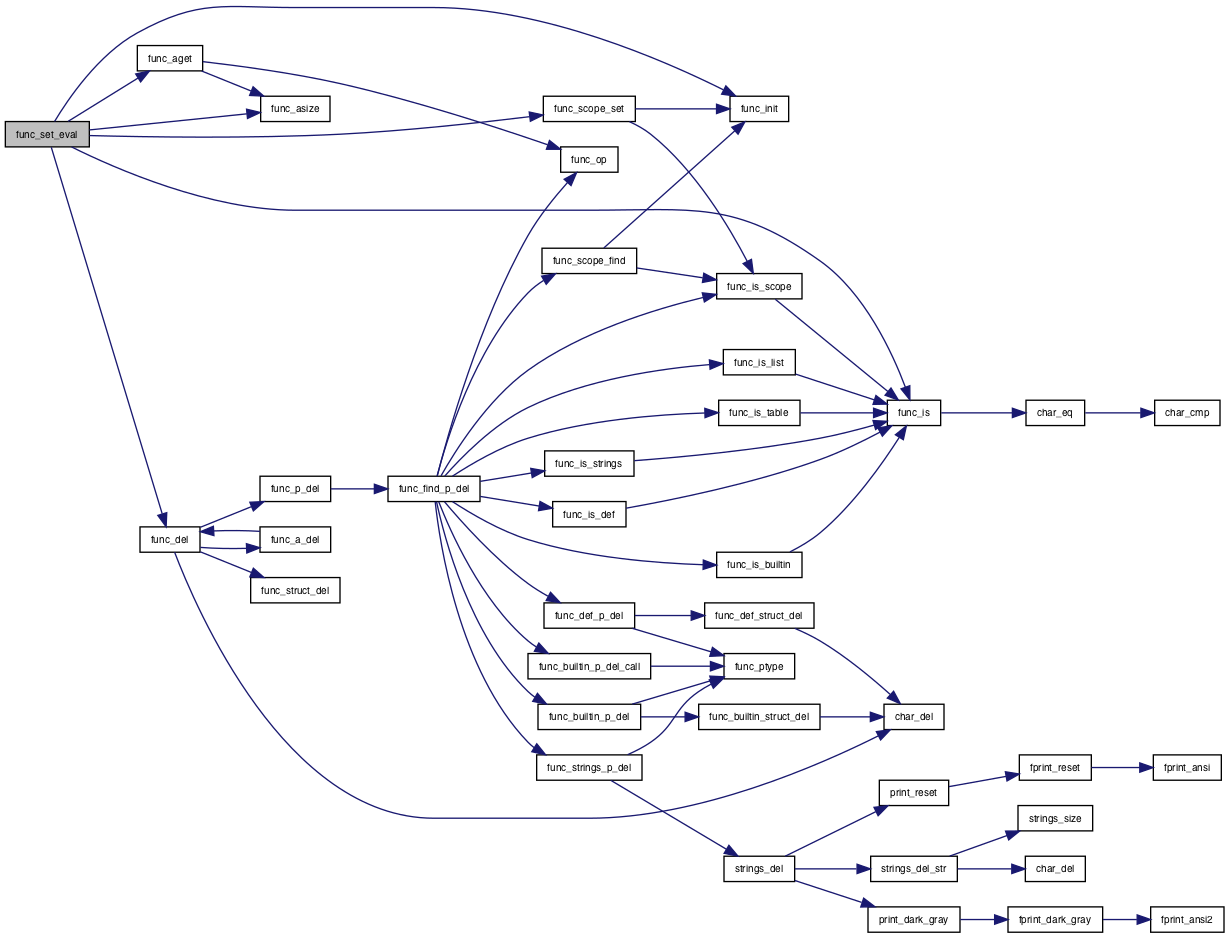 func_set_eval
func_aget
func_asize
func_scope_set
func_init
func_op
func_scope_find
func_is_scope
func_is_list
func_is_table
func_is
char_eq
char_cmp
func_is_strings
func_p_del
func_find_p_del
func_is_def
func_del
func_a_del
func_is_builtin
func_struct_del
func_def_p_del
func_def_struct_del
func_builtin_p_del_call
func_ptype
func_builtin_p_del
func_builtin_struct_del
char_del
func_strings_p_del
fprint_reset
fprint_ansi
print_reset
strings_size
strings_del
strings_del_str
char_del
print_dark_gray
fprint_dark_gray
fprint_ansi2